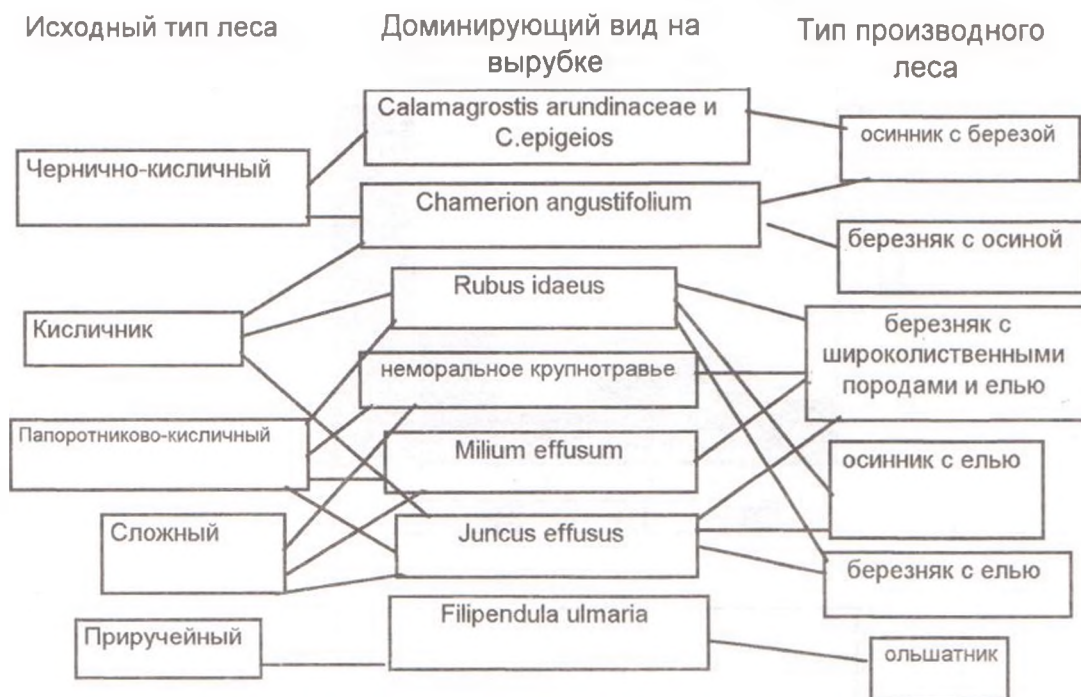 Исходный тип леса
Доминирующий вид на
вырубке
Тип производного
леса
Чернично-кисличный
Кисличник
Папоротниково-кисличный
Сложный
Приручейный
Calamagrostis arundinaceae и
C.epigeios
Chamerion angustifolium
Rubus idaeus
неморальное крупнотравье
Milium effusum
Juncus effusus
Filipendula ulmaria
осинник с березой
березняк с осиной
березняк с
широколиственными
породами и елью
осинник с елью
березняк с елью
ольшатник